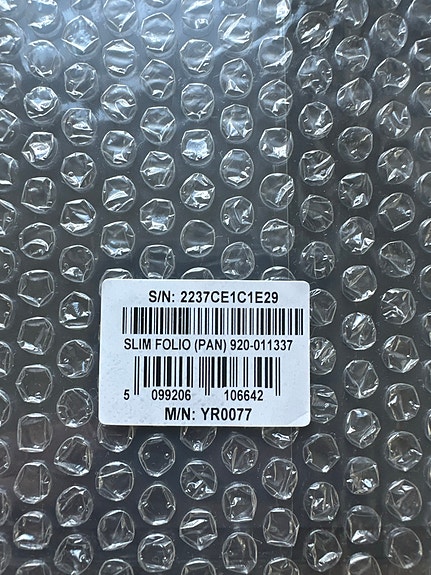 S/N: 2237CE1C1E29
SLIM FOLIO (PAN) 920-011337
5 099206 106642
M/N: YR0077